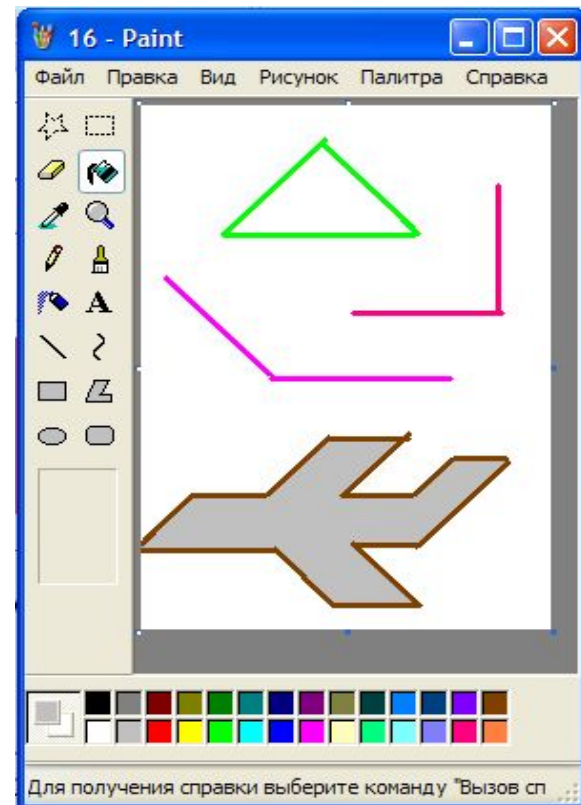 16 - Paint
Файл Правка Вид Рисунок Палитра Справка
A
Для получения справки выберите команду "Вызов сп